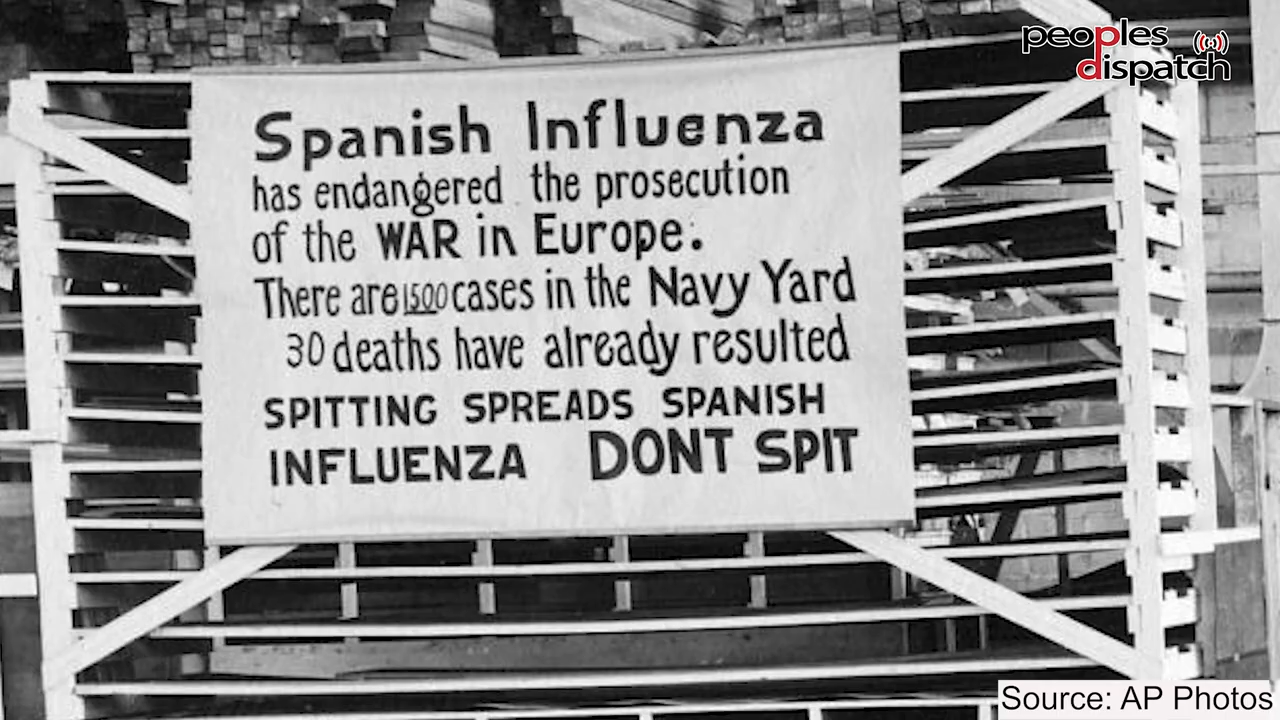 peoples
dispatch
Spanish Influenza
has endangered the prosecution
of the WAR in Europe.
There are 1500 cases in the Navy Yard
30 deaths have already resulted
SPITTING SPREADS SPANISH
INFLUENZA DONT SPIT
Source: AP Photos